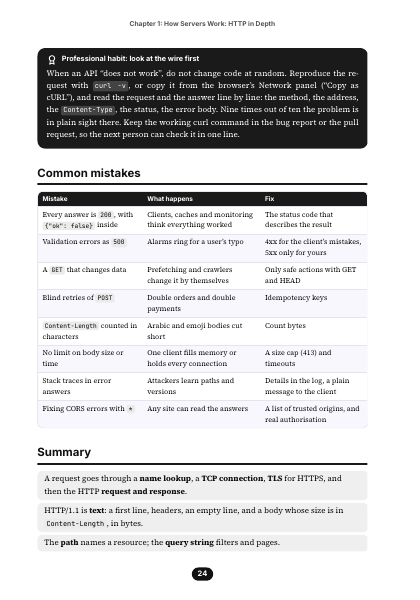 Chapter 1: How Servers Work: HTTP in Depth
Professional habit: look at the wire first
When an API “does not work”, do not change code at random. Reproduce the re-
quest with curl -v, or copy it from the browser’s Network panel (“Copy as
cURL”), and read the request and the answer line by line: the method, the address,
the Content-Type, the status, the error body. Nine times out of ten the problem is
in plain sight there. Keep the working curl command in the bug report or the pull
request, so the next person can check it in one line.
Common mistakes
Mistake What happens Fix
Every answer is 200, with Clients, caches and monitoring The status code that
{"ok": false} inside think everything worked describes the result
Validation errors as 500 Alarms ring for a user’s typo 4xx for the client’s mistakes,
5xx only for yours
A GET that changes data Prefetching and crawlers Only safe actions with GET
change it by themselves and HEAD
Blind retries of POST Double orders and double Idempotency keys
payments
Content-Length counted in Arabic and emoji bodies cut Count bytes
characters short
No limit on body size or One client fills memory or A size cap (413) and
time holds every connection timeouts
Stack traces in error Attackers learn paths and Details in the log, a plain
answers versions message to the client
Fixing CORS errors with * Any site can read the answers A list of trusted origins, and
real authorisation
Summary
A request goes through a name lookup, a TCP connection, TLS for HTTPS, and
then the HTTP request and response.
HTTP/1.1 is text: a first line, headers, an empty line, and a body whose size is in
Content-Length, in bytes.
The path names a resource; the query string filters and pages.
24